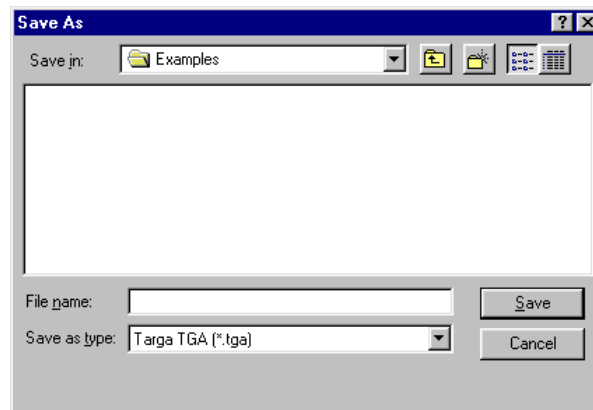 Save As
Save in: Examples
File name: Save
Save as type: Targa TGA (*.tga) Cancel